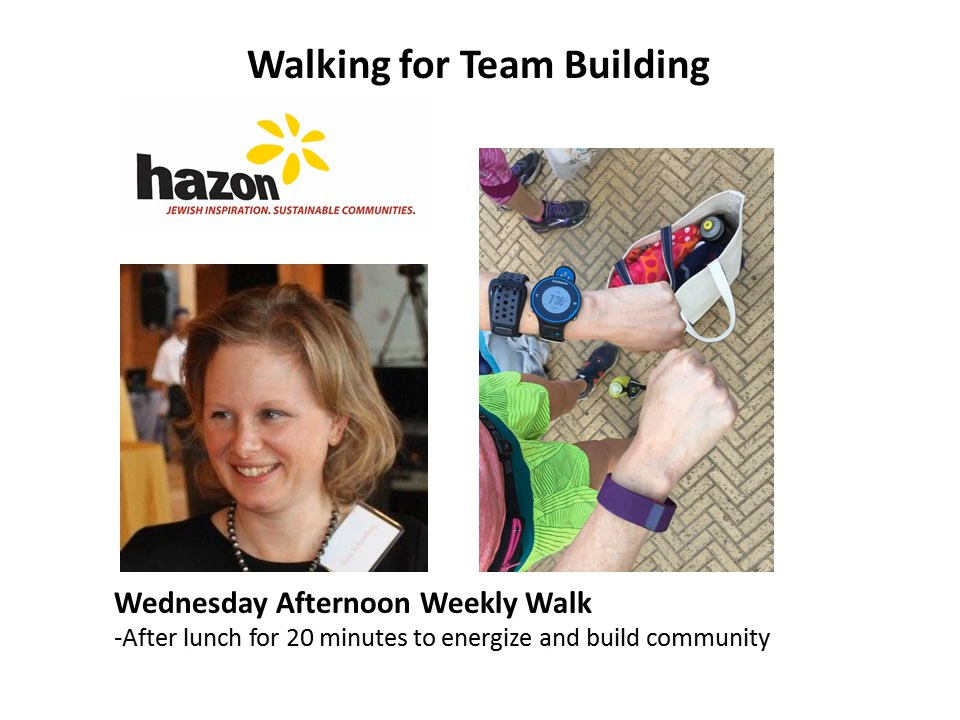 Walking for Team Building
hazon
JEWISH INSPIRATION. SUSTAINABLE COMMUNITIES.
GARMIN
7:36
Wednesday Afternoon Weekly Walk
-After lunch for 20 minutes to energize and build community